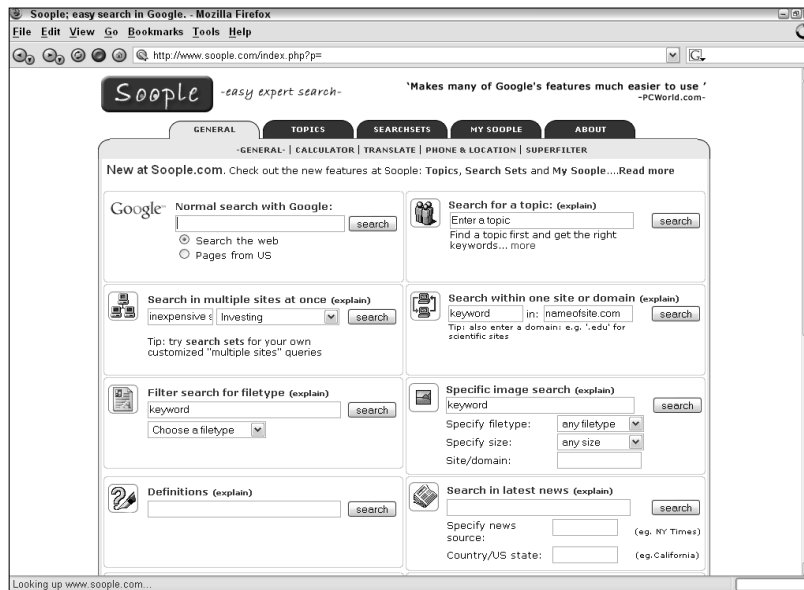 Soople; easy search in Google. - Mozilla Firefox
File Edit View Go Bookmarks Tools Help
http://www.soople.com/index.php?p=
G
Soople -easy expert search-
‘Makes many of Google's features much easier to use ’
-PCWorld.com-
GENERAL TOPICS SEARCHSETS MY SOOPLE ABOUT
-GENERAL- | CALCULATOR | TRANSLATE | PHONE & LOCATION | SUPERFILTER
New at Soople.com. Check out the new features at Soople: Topics, Search Sets and My Soople....Read more
Google™ Normal search with Google:
search
Search the web
Pages from US
Search for a topic: (explain)
Enter a topic search
Find a topic first and get the right
keywords... more
Search in multiple sites at once (explain)
inexpensive s Investing search
Tip: try search sets for your own
customized "multiple sites" queries
Search within one site or domain (explain)
keyword in: nameofsite.com search
Tip: also enter a domain: e.g. '.edu' for
scientific sites
Filter search for filetype (explain)
keyword search
Choose a filetype
Specific image search (explain)
keyword search
Specify filetype: any filetype
Specify size: any size
Site/domain:
Definitions (explain)
search
Search in latest news (explain)
search
Specify news
source: (eg. NY Times)
Country/US state: (eg.California)
Looking up www.soople.com...